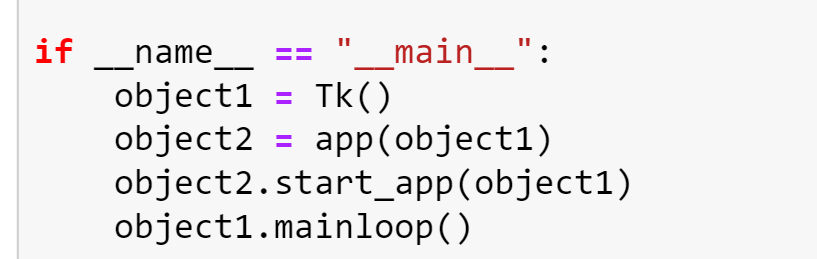 if __name__ == "__main__":
    object1 = Tk()
    object2 = app(object1)
    object2.start_app(object1)
    object1.mainloop()